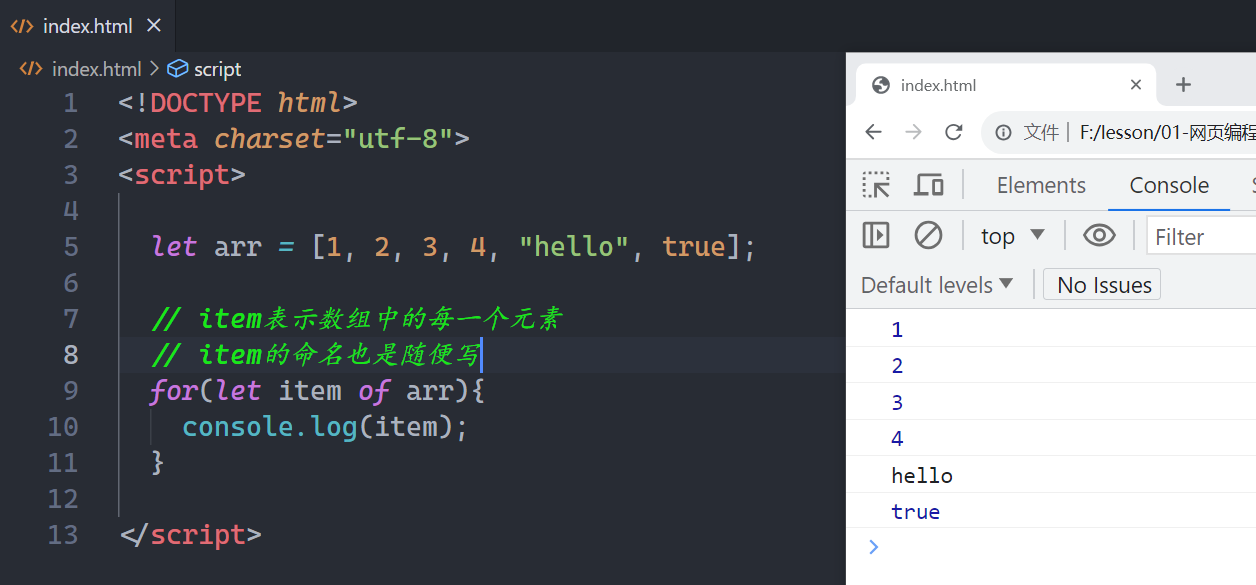 index.html
index.html > script
1 <!DOCTYPE html>
2 <meta charset="utf-8">
3 <script>
4
5 let arr = [1, 2, 3, 4, "hello", true];
6
7 // item表示数组中的每一个元素
8 // item的命名也是随便写
9 for(let item of arr){
10 console.log(item);
11 }
12
13 </script>
index.html
文件 | F:/lesson/01-网页编程
Elements Console
top Filter
Default levels No Issues
1
2
3
4
hello
true